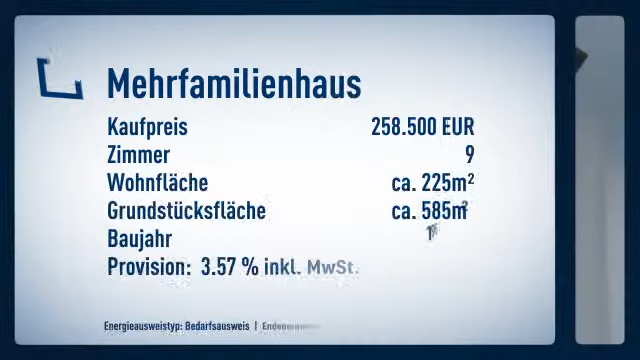 Mehrfamilienhaus
Kaufpreis 258.500 EUR
Zimmer 9
Wohnfläche ca. 225m²
Grundstücksfläche ca. 585m²
Baujahr
Provision: 3.57 % inkl. MwSt.
Energieausweistyp: Bedarfsausweis |